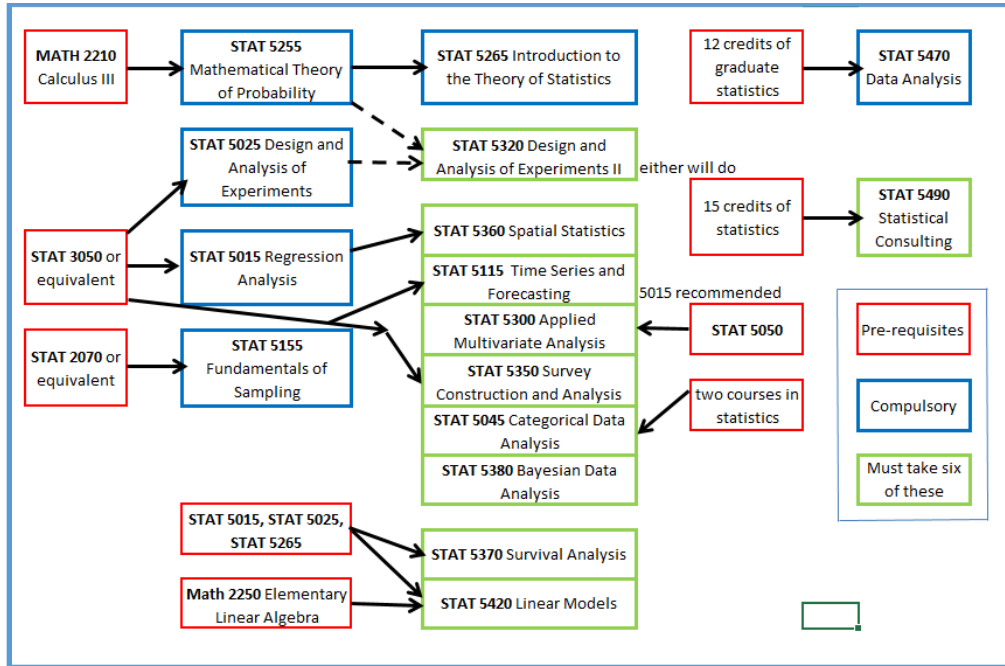 MATH 2210
Calculus III
STAT 5255
Mathematical Theory
of Probability
STAT 5265 Introduction to
the Theory of Statistics
12 credits of
graduate
statistics
STAT 5470
Data Analysis
STAT 5025 Design and
Analysis of
Experiments
STAT 5320 Design and
Analysis of Experiments II
either will do
15 credits of
statistics
STAT 5490
Statistical
Consulting
STAT 3050 or
equivalent
STAT 5015 Regression
Analysis
STAT 5360 Spatial Statistics
STAT 5115 Time Series and
Forecasting
5015 recommended
STAT 5300 Applied
Multivariate Analysis
STAT 5050
Pre-requisites
STAT 2070 or
equivalent
STAT 5155
Fundamentals of
Sampling
STAT 5350 Survey
Construction and Analysis
two courses in
statistics
Compulsory
STAT 5045 Categorical Data
Analysis
STAT 5380 Bayesian Data
Analysis
Must take six
of these
STAT 5015, STAT 5025,
STAT 5265
STAT 5370 Survival Analysis
Math 2250 Elementary
Linear Algebra
STAT 5420 Linear Models